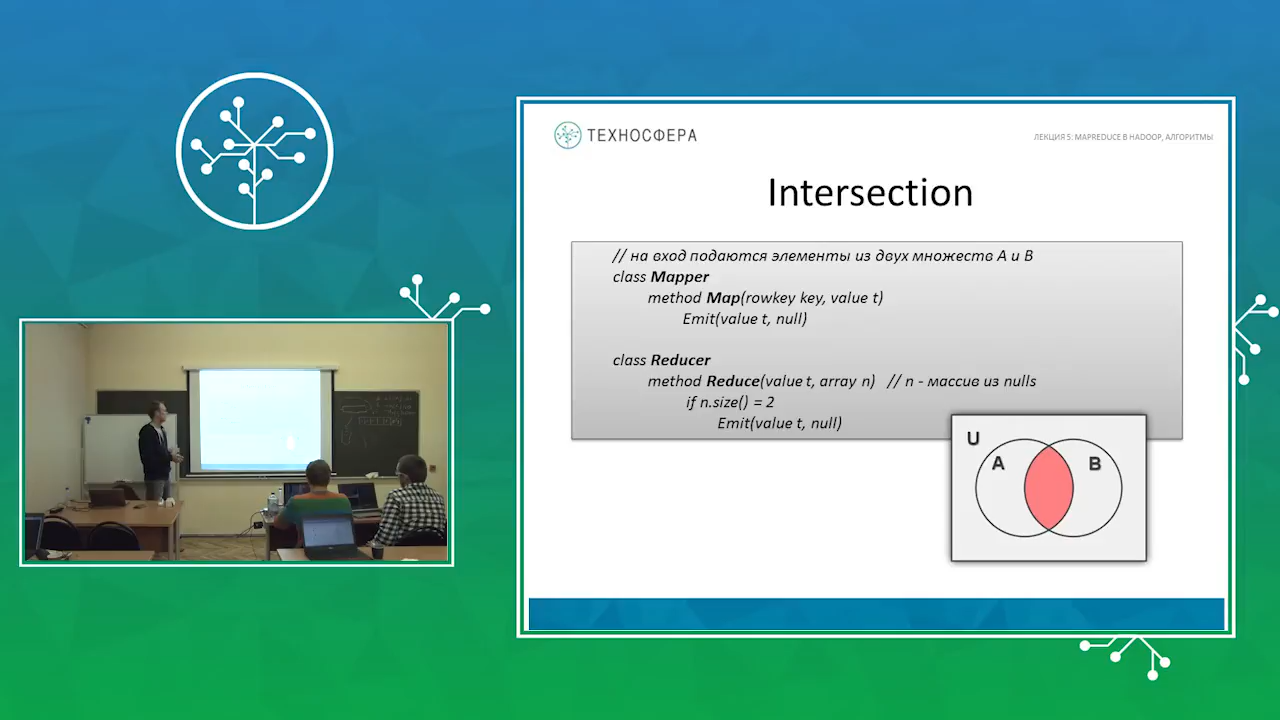 ТЕХНОСФЕРА
ЛЕКЦИЯ 5: MAPREDUCE В HADOOP, АЛГОРИТМЫ
Intersection
// на вход подаются элементы из двух множеств A и B
class Mapper
method Map(rowkey key, value t)
Emit(value t, null)
class Reducer
method Reduce(value t, array n) // n - массив из nulls
if n.size() = 2
Emit(value t, null)
U
A
B